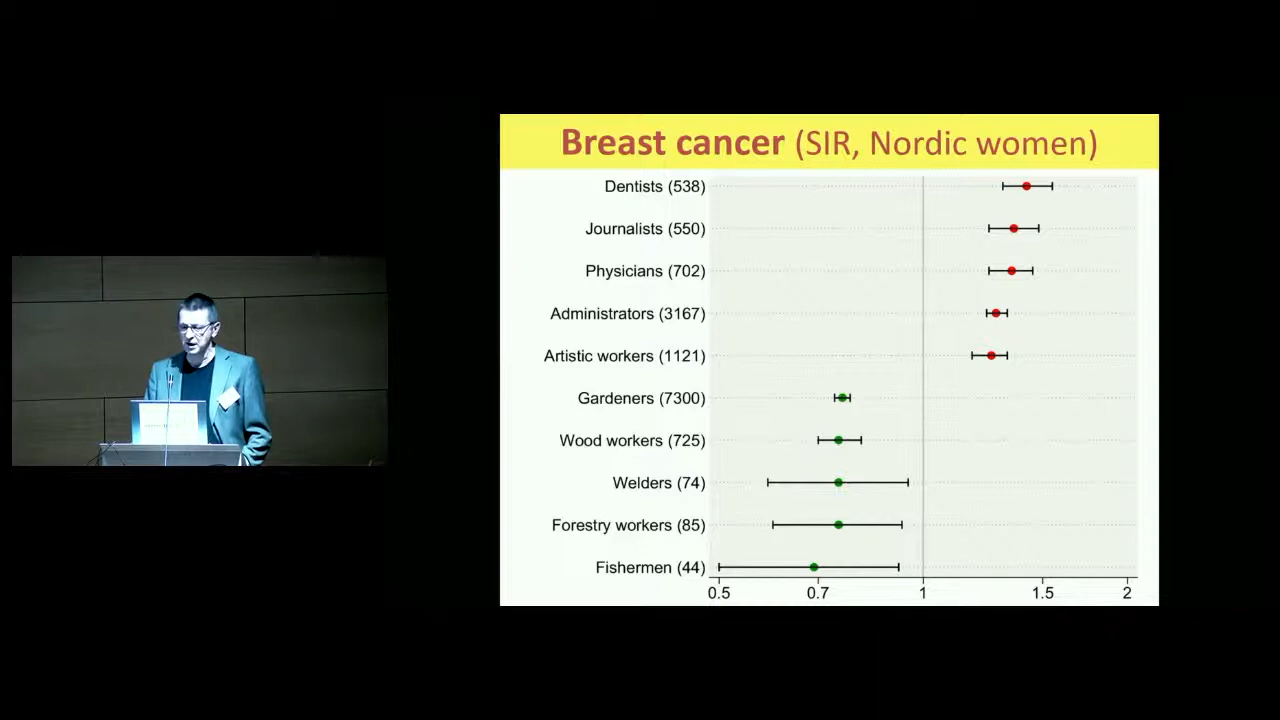 Breast cancer (SIR, Nordic women)
Dentists (538)
Journalists (550)
Physicians (702)
Administrators (3167)
Artistic workers (1121)
Gardeners (7300)
Wood workers (725)
Welders (74)
Forestry workers (85)
Fishermen (44)
0.5 0.7 1 1.5 2